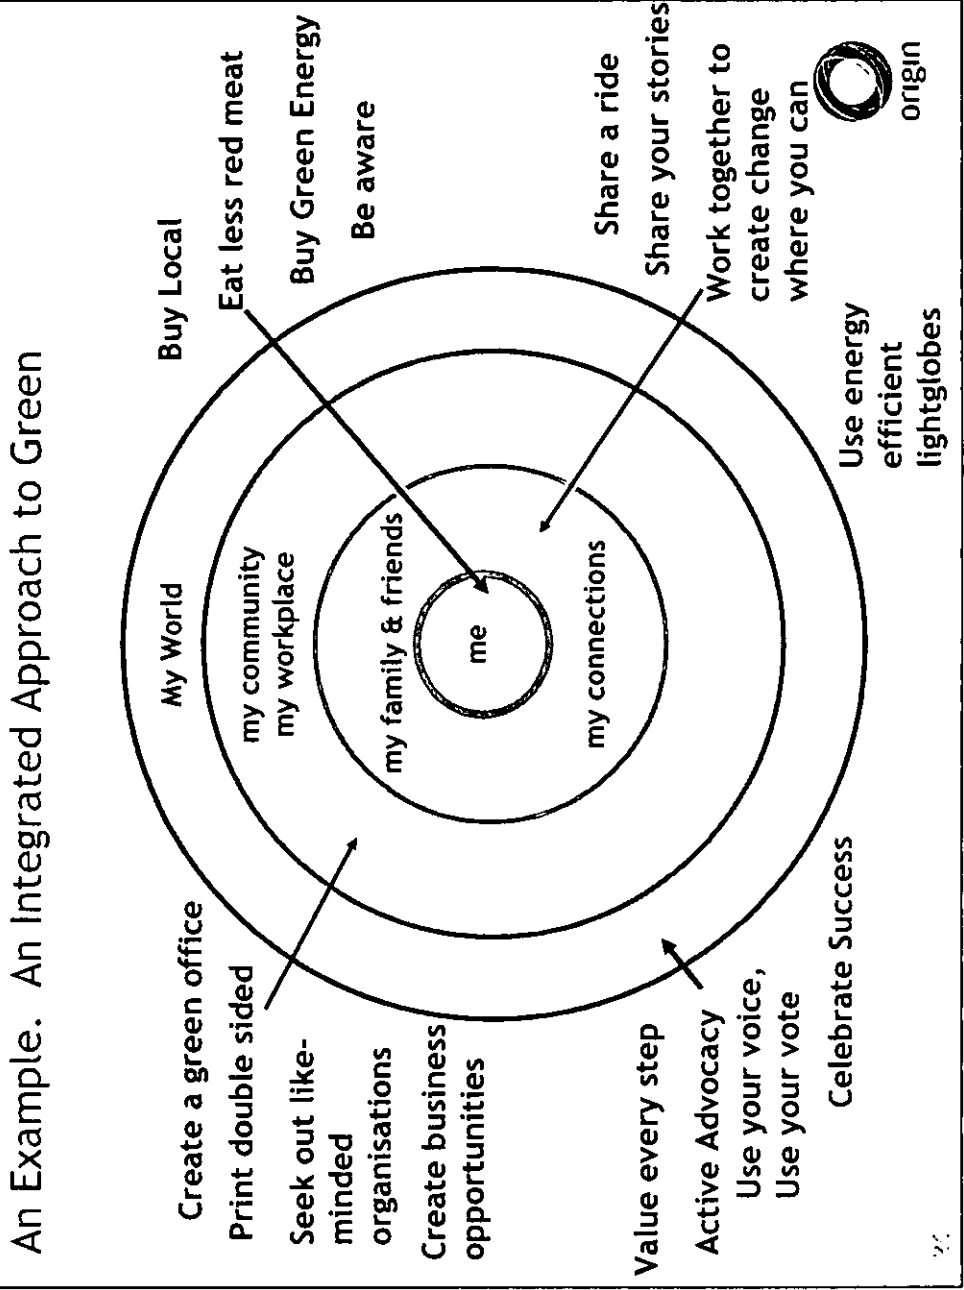 An Example. An Integrated Approach to Green
Create a green office
Print double sided
Seek out like-
minded
organisations
Create business
opportunities
My World
my community
my workplace
my family & friends
me
my connections
Buy Local
Eat less red meat
Buy Green Energy
Be aware
Share a ride
Share your stories
Work together to
create change
where you can
Value every step
Active Advocacy
Use your voice,
Use your vote
Celebrate Success
Use energy
efficient
lightglobes
origin